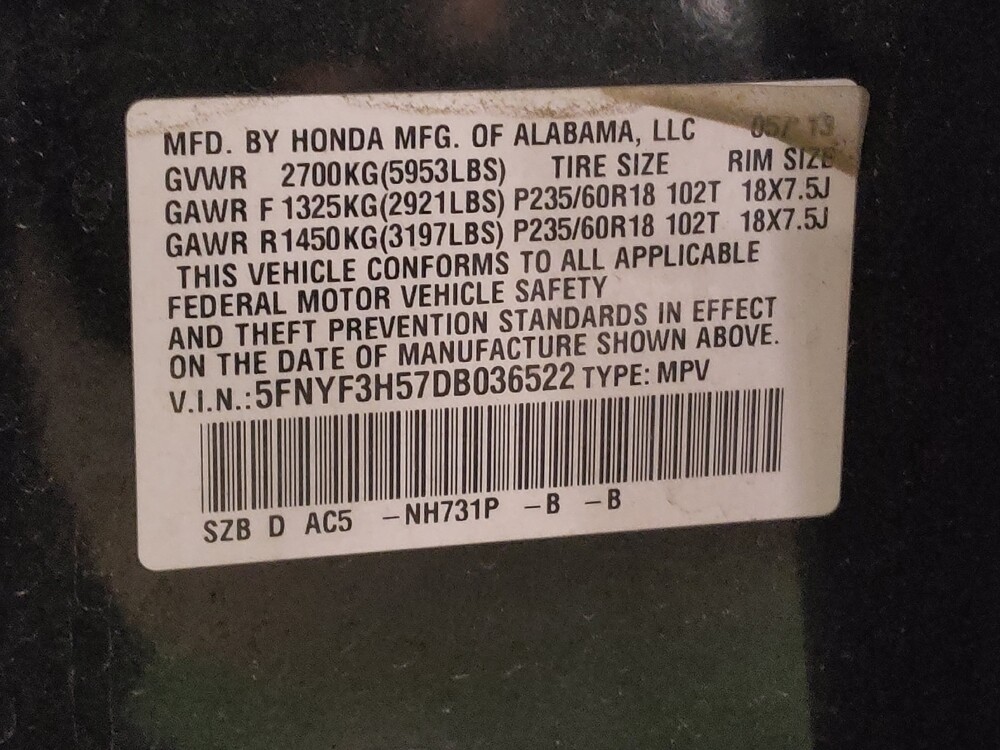 MFD. BY HONDA MFG. OF ALABAMA, LLC 05/ 13
GVWR 2700KG(5953LBS) TIRE SIZE RIM SIZE
GAWR F 1325KG(2921LBS) P235/60R18 102T 18X7.5J
GAWR R 1450KG(3197LBS) P235/60R18 102T 18X7.5J
THIS VEHICLE CONFORMS TO ALL APPLICABLE
FEDERAL MOTOR VEHICLE SAFETY
AND THEFT PREVENTION STANDARDS IN EFFECT
ON THE DATE OF MANUFACTURE SHOWN ABOVE.
V.I.N.:5FNYF3H57DB036522 TYPE: MPV
SZB D AC5 -NH731P -B -B